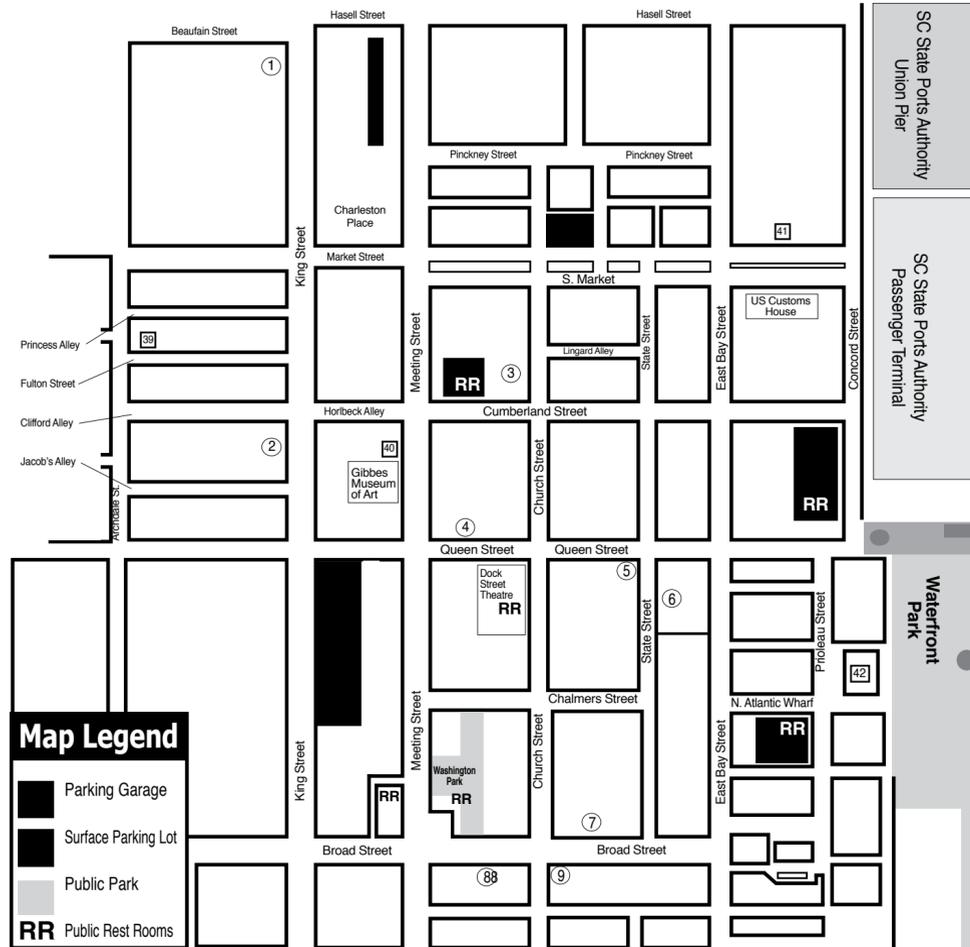 Hasell Street
Hasell Street
Beaufain Street
1
SC State Ports Authority
Union Pier
Pinckney Street
Pinckney Street
Charleston
Place
41
King Street
Market Street
S. Market
SC State Ports Authority
Passenger Terminal
US Customs
House
Princess Alley
39
Meeting Street
State Street
East Bay Street
Concord Street
Lingard Alley
Fulton Street
RR
3
Horlbeck Alley
Cumberland Street
Clifford Alley
2
40
Jacob's Alley
Gibbes
Museum
of Art
Church Street
RR
Archdale St.
4
Queen Street
Queen Street
Dock
Street
Theatre
RR
5
6
State Street
Prioleau Street
Waterfront
Park
42
Chalmers Street
N. Atlantic Wharf
King Street
Meeting Street
Church Street
East Bay Street
RR
Map Legend
Washington
Park
RR
RR
Parking Garage
7
Surface Parking Lot
Broad Street
Broad Street
Public Park
88
9
RR Public Rest Rooms